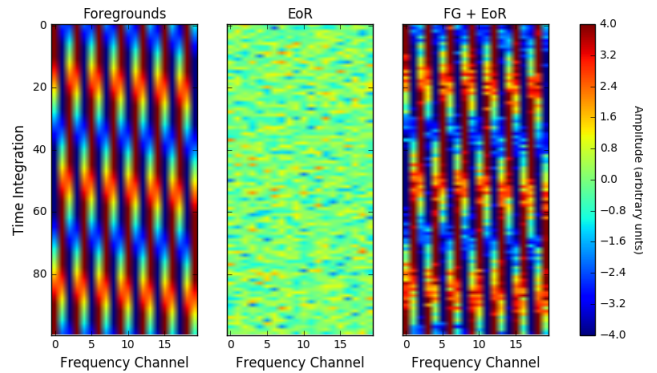 Foregrounds EoR FG + EoR
0 4.0
3.2
20 2.4
1.6
40 0.8
0.0
60 −0.8
−1.6
80 −2.4
−3.2
−4.0
Time Integration
Amplitude (arbitrary units)
0 5 10 15 0 5 10 15 0 5 10 15
Frequency Channel Frequency Channel Frequency Channel